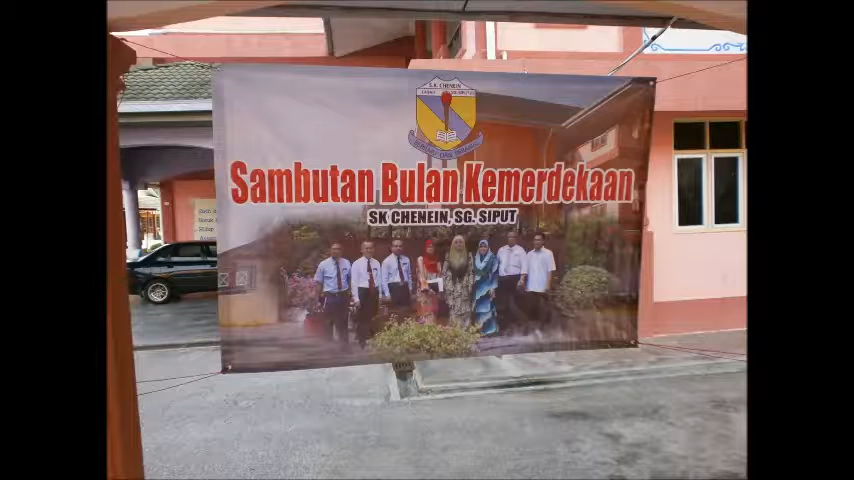 S.K CHENEIN
Sambutan Bulan Kemerdekaan
SK CHENEIN, SG. SIPUT